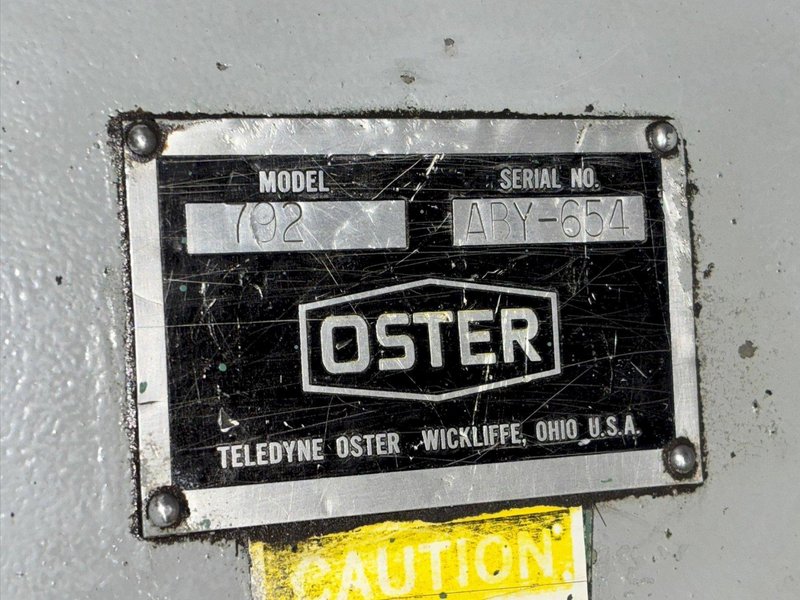 MODEL SERIAL NO.
792 ABY-654
OSTER
TELEDYNE OSTER WICKLIFFE, OHIO U.S.A.
CAUTION